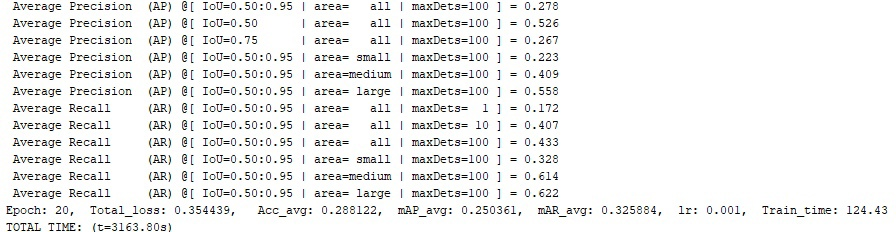 Average Precision  (AP) @[ IoU=0.50:0.95 | area=   all | maxDets=100 ] = 0.278
Average Precision  (AP) @[ IoU=0.50      | area=   all | maxDets=100 ] = 0.526
Average Precision  (AP) @[ IoU=0.75      | area=   all | maxDets=100 ] = 0.267
Average Precision  (AP) @[ IoU=0.50:0.95 | area= small | maxDets=100 ] = 0.223
Average Precision  (AP) @[ IoU=0.50:0.95 | area=medium | maxDets=100 ] = 0.409
Average Precision  (AP) @[ IoU=0.50:0.95 | area= large | maxDets=100 ] = 0.558
Average Recall     (AR) @[ IoU=0.50:0.95 | area=   all | maxDets=  1 ] = 0.172
Average Recall     (AR) @[ IoU=0.50:0.95 | area=   all | maxDets= 10 ] = 0.407
Average Recall     (AR) @[ IoU=0.50:0.95 | area=   all | maxDets=100 ] = 0.433
Average Recall     (AR) @[ IoU=0.50:0.95 | area= small | maxDets=100 ] = 0.328
Average Recall     (AR) @[ IoU=0.50:0.95 | area=medium | maxDets=100 ] = 0.614
Average Recall     (AR) @[ IoU=0.50:0.95 | area= large | maxDets=100 ] = 0.622
Epoch: 20,  Total_loss: 0.354439,   Acc_avg: 0.288122,  mAP_avg: 0.250361,  mAR_avg: 0.325884,  lr: 0.001,  Train_time: 124.43
TOTAL TIME: (t=3163.80s)